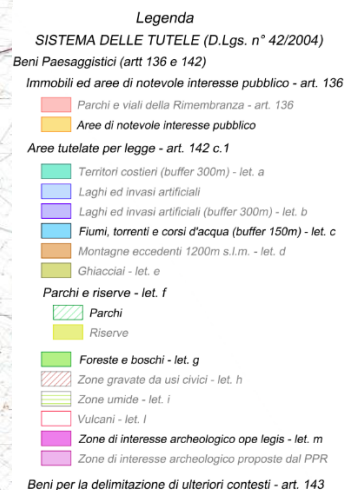 Legenda
SISTEMA DELLE TUTELE (D.Lgs. n° 42/2004)
Beni Paesaggistici (artt 136 e 142)
Immobili ed aree di notevole interesse pubblico - art. 136
Parchi e viali della Rimembranza - art. 136
Aree di notevole interesse pubblico
Aree tutelate per legge - art. 142 c.1
Territori costieri (buffer 300m) - let. a
Laghi ed invasi artificiali
Laghi ed invasi artificiali (buffer 300m) - let. b
Fiumi, torrenti e corsi d'acqua (buffer 150m) - let. c
Montagne eccedenti 1200m s.l.m. - let. d
Ghiacciai - let. e
Parchi e riserve - let. f
Parchi
Riserve
Foreste e boschi - let. g
Zone gravate da usi civici - let. h
Zone umide - let. i
Vulcani - let. l
Zone di interesse archeologico ope legis - let. m
Zone di interesse archeologico proposte dal PPR
Beni per la delimitazione di ulteriori contesti - art. 143